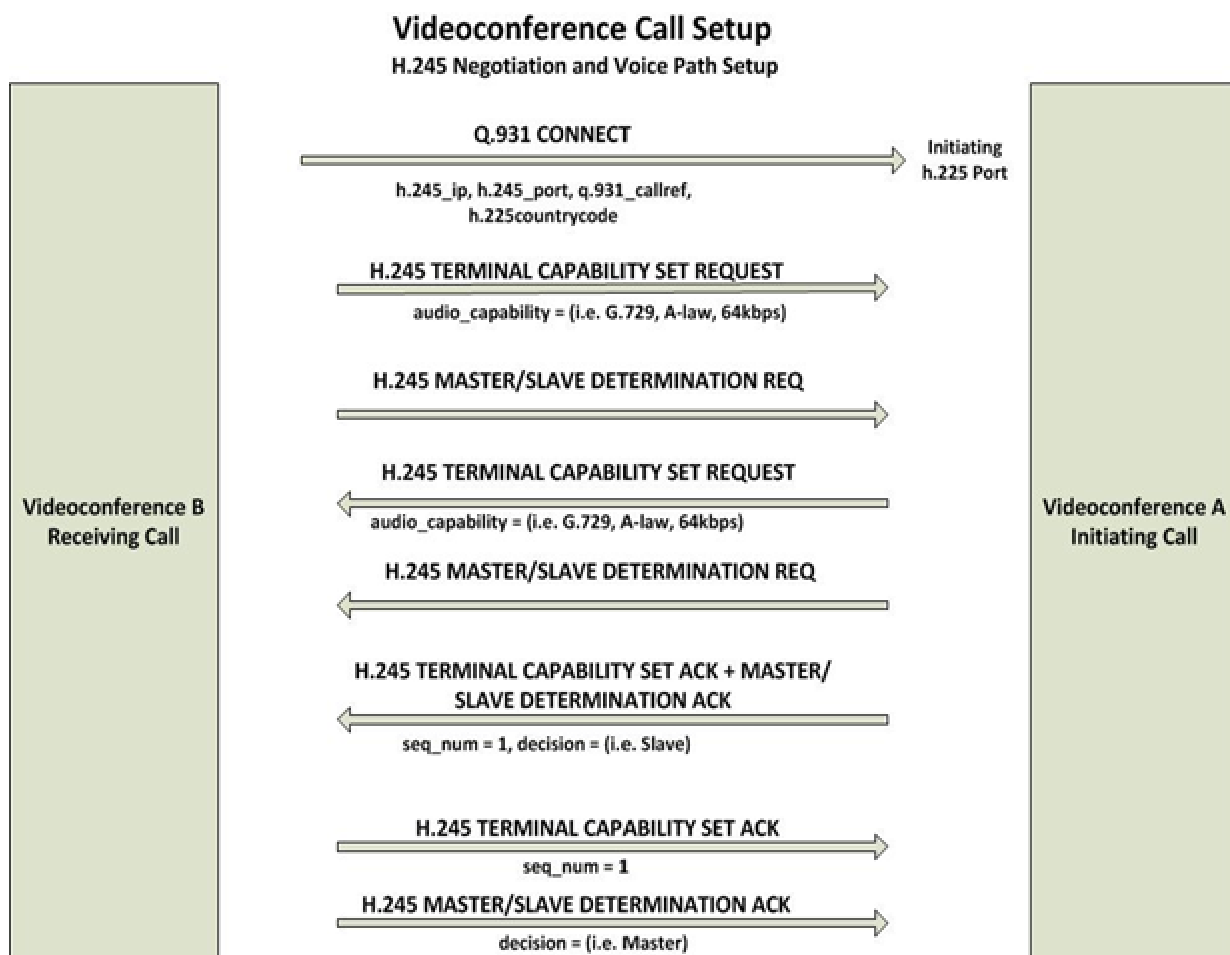 Videoconference Call Setup
H.245 Negotiation and Voice Path Setup
Q.931 CONNECT
Initiating
h.225 Port
h.245_ip, h.245_port, q.931_callref,
h.225countrycode
H.245 TERMINAL CAPABILITY SET REQUEST
audio_capability = (i.e. G.729, A-law, 64kbps)
H.245 MASTER/SLAVE DETERMINATION REQ
H.245 TERMINAL CAPABILITY SET REQUEST
audio_capability = (i.e. G.729, A-law, 64kbps)
Videoconference B
Receiving Call
Videoconference A
Initiating Call
H.245 MASTER/SLAVE DETERMINATION REQ
H.245 TERMINAL CAPABILITY SET ACK + MASTER/
SLAVE DETERMINATION ACK
seq_num = 1, decision = (i.e. Slave)
H.245 TERMINAL CAPABILITY SET ACK
seq_num = 1
H.245 MASTER/SLAVE DETERMINATION ACK
decision = (i.e. Master)